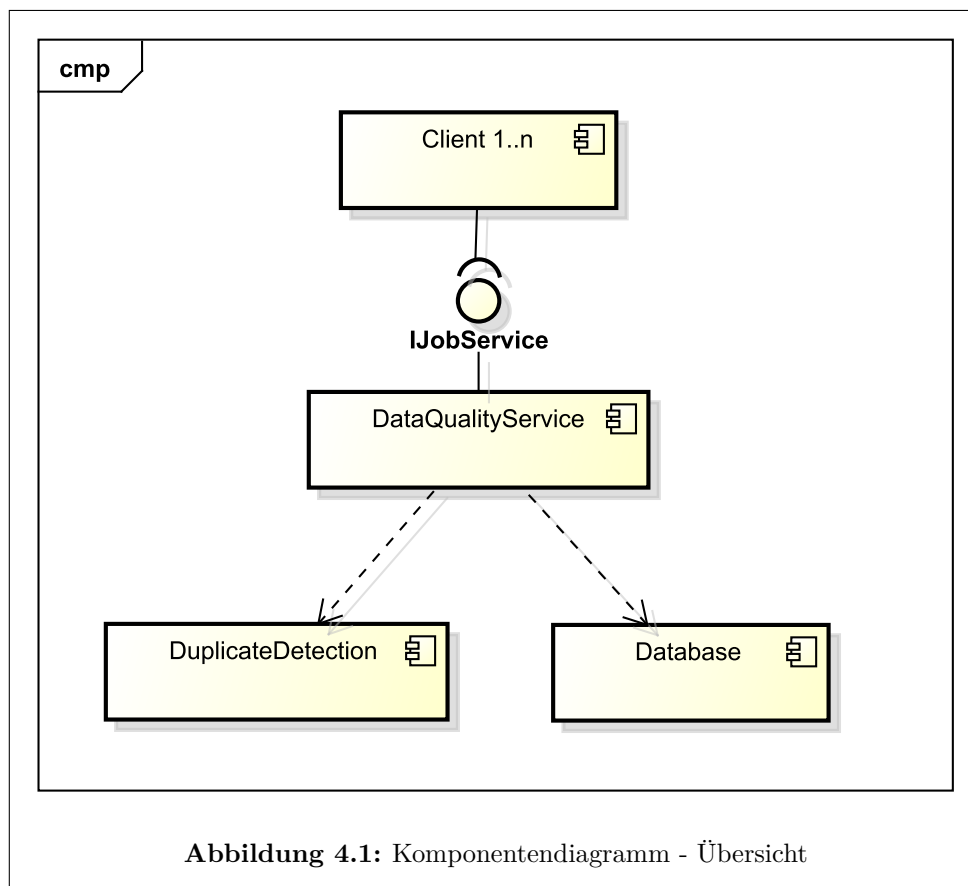 cmp
Client 1..n
IJobService
DataQualityService
DuplicateDetection
Database
Abbildung 4.1: Komponentendiagramm - Übersicht